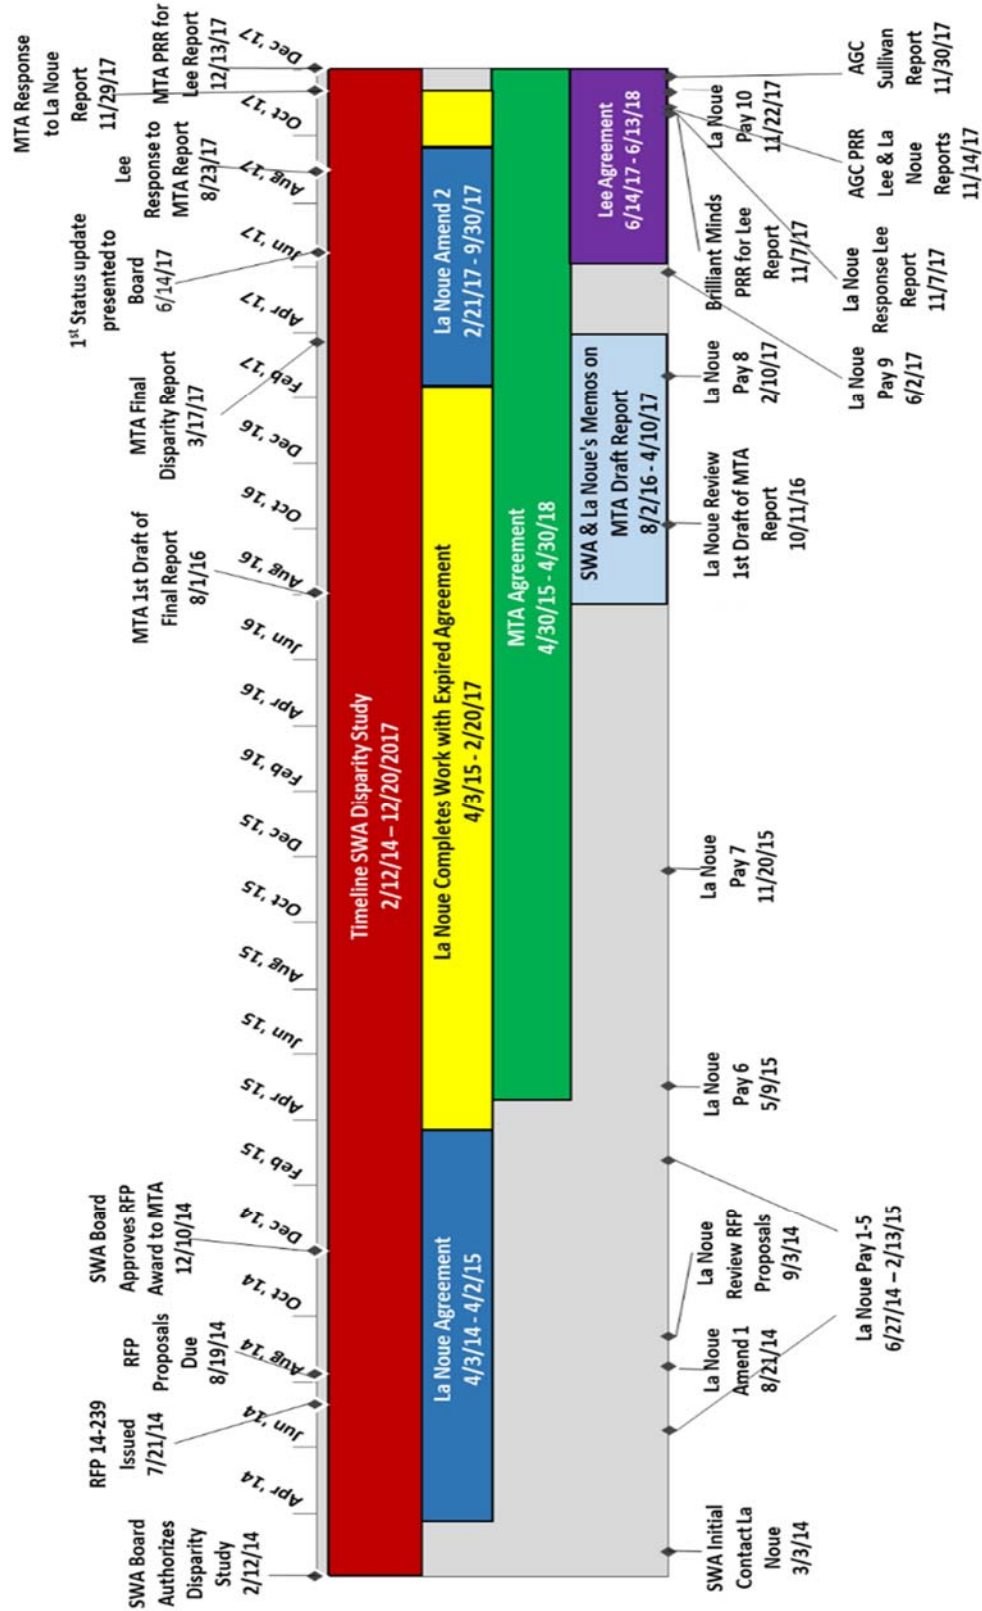 SWA Board
Authorizes
Disparity
Study
2/12/14
RFP 14-239
Issued
7/21/14
RFP
Proposals
Due
8/19/14
SWA Board
Approves RFP
Award to MTA
12/10/14
MTA 1st Draft of
Final Report
8/1/16
MTA Final
Disparity Report
3/17/17
1st Status update
presented to
Board
6/14/17
Lee
Response to
MTA Report
8/23/17
MTA Response
to La Noue
Report
11/29/17
MTA PRR for
Lee Report
12/13/17
Apr '14
Jun '14
Aug '14
Oct '14
Dec '14
Feb '15
Apr '15
Jun '15
Aug '15
Oct '15
Dec '15
Feb '16
Apr '16
Jun '16
Aug '16
Oct '16
Dec '16
Feb '17
Apr '17
Jun '17
Aug '17
Oct '17
Dec '17
Timeline SWA Disparity Study
2/12/14 – 12/20/2017
La Noue Agreement
4/3/14 - 4/2/15
La Noue Completes Work with Expired Agreement
4/3/15 - 2/20/17
La Noue Amend 2
2/21/17 - 9/30/17
MTA Agreement
4/30/15 - 4/30/18
SWA & La Noue's Memos on
MTA Draft Report
8/2/16 - 4/10/17
Lee Agreement
6/14/17 - 6/13/18
SWA Initial
Contact La
Noue
3/3/14
La Noue
Amend 1
8/21/14
La Noue
Review RFP
Proposals
9/3/14
La Noue Pay 1-5
6/27/14 – 2/13/15
La Noue
Pay 6
5/9/15
La Noue
Pay 7
11/20/15
La Noue Review
1st Draft of MTA
Report
10/11/16
La Noue
Pay 8
2/10/17
La Noue
Pay 9
6/2/17
Brilliant Minds
PRR for Lee
Report
11/7/17
La Noue
Response Lee
Report
11/7/17
La Noue
Pay 10
11/22/17
AGC PRR
Lee & La
Noue
Reports
11/14/17
AGC
Sullivan
Report
11/30/17